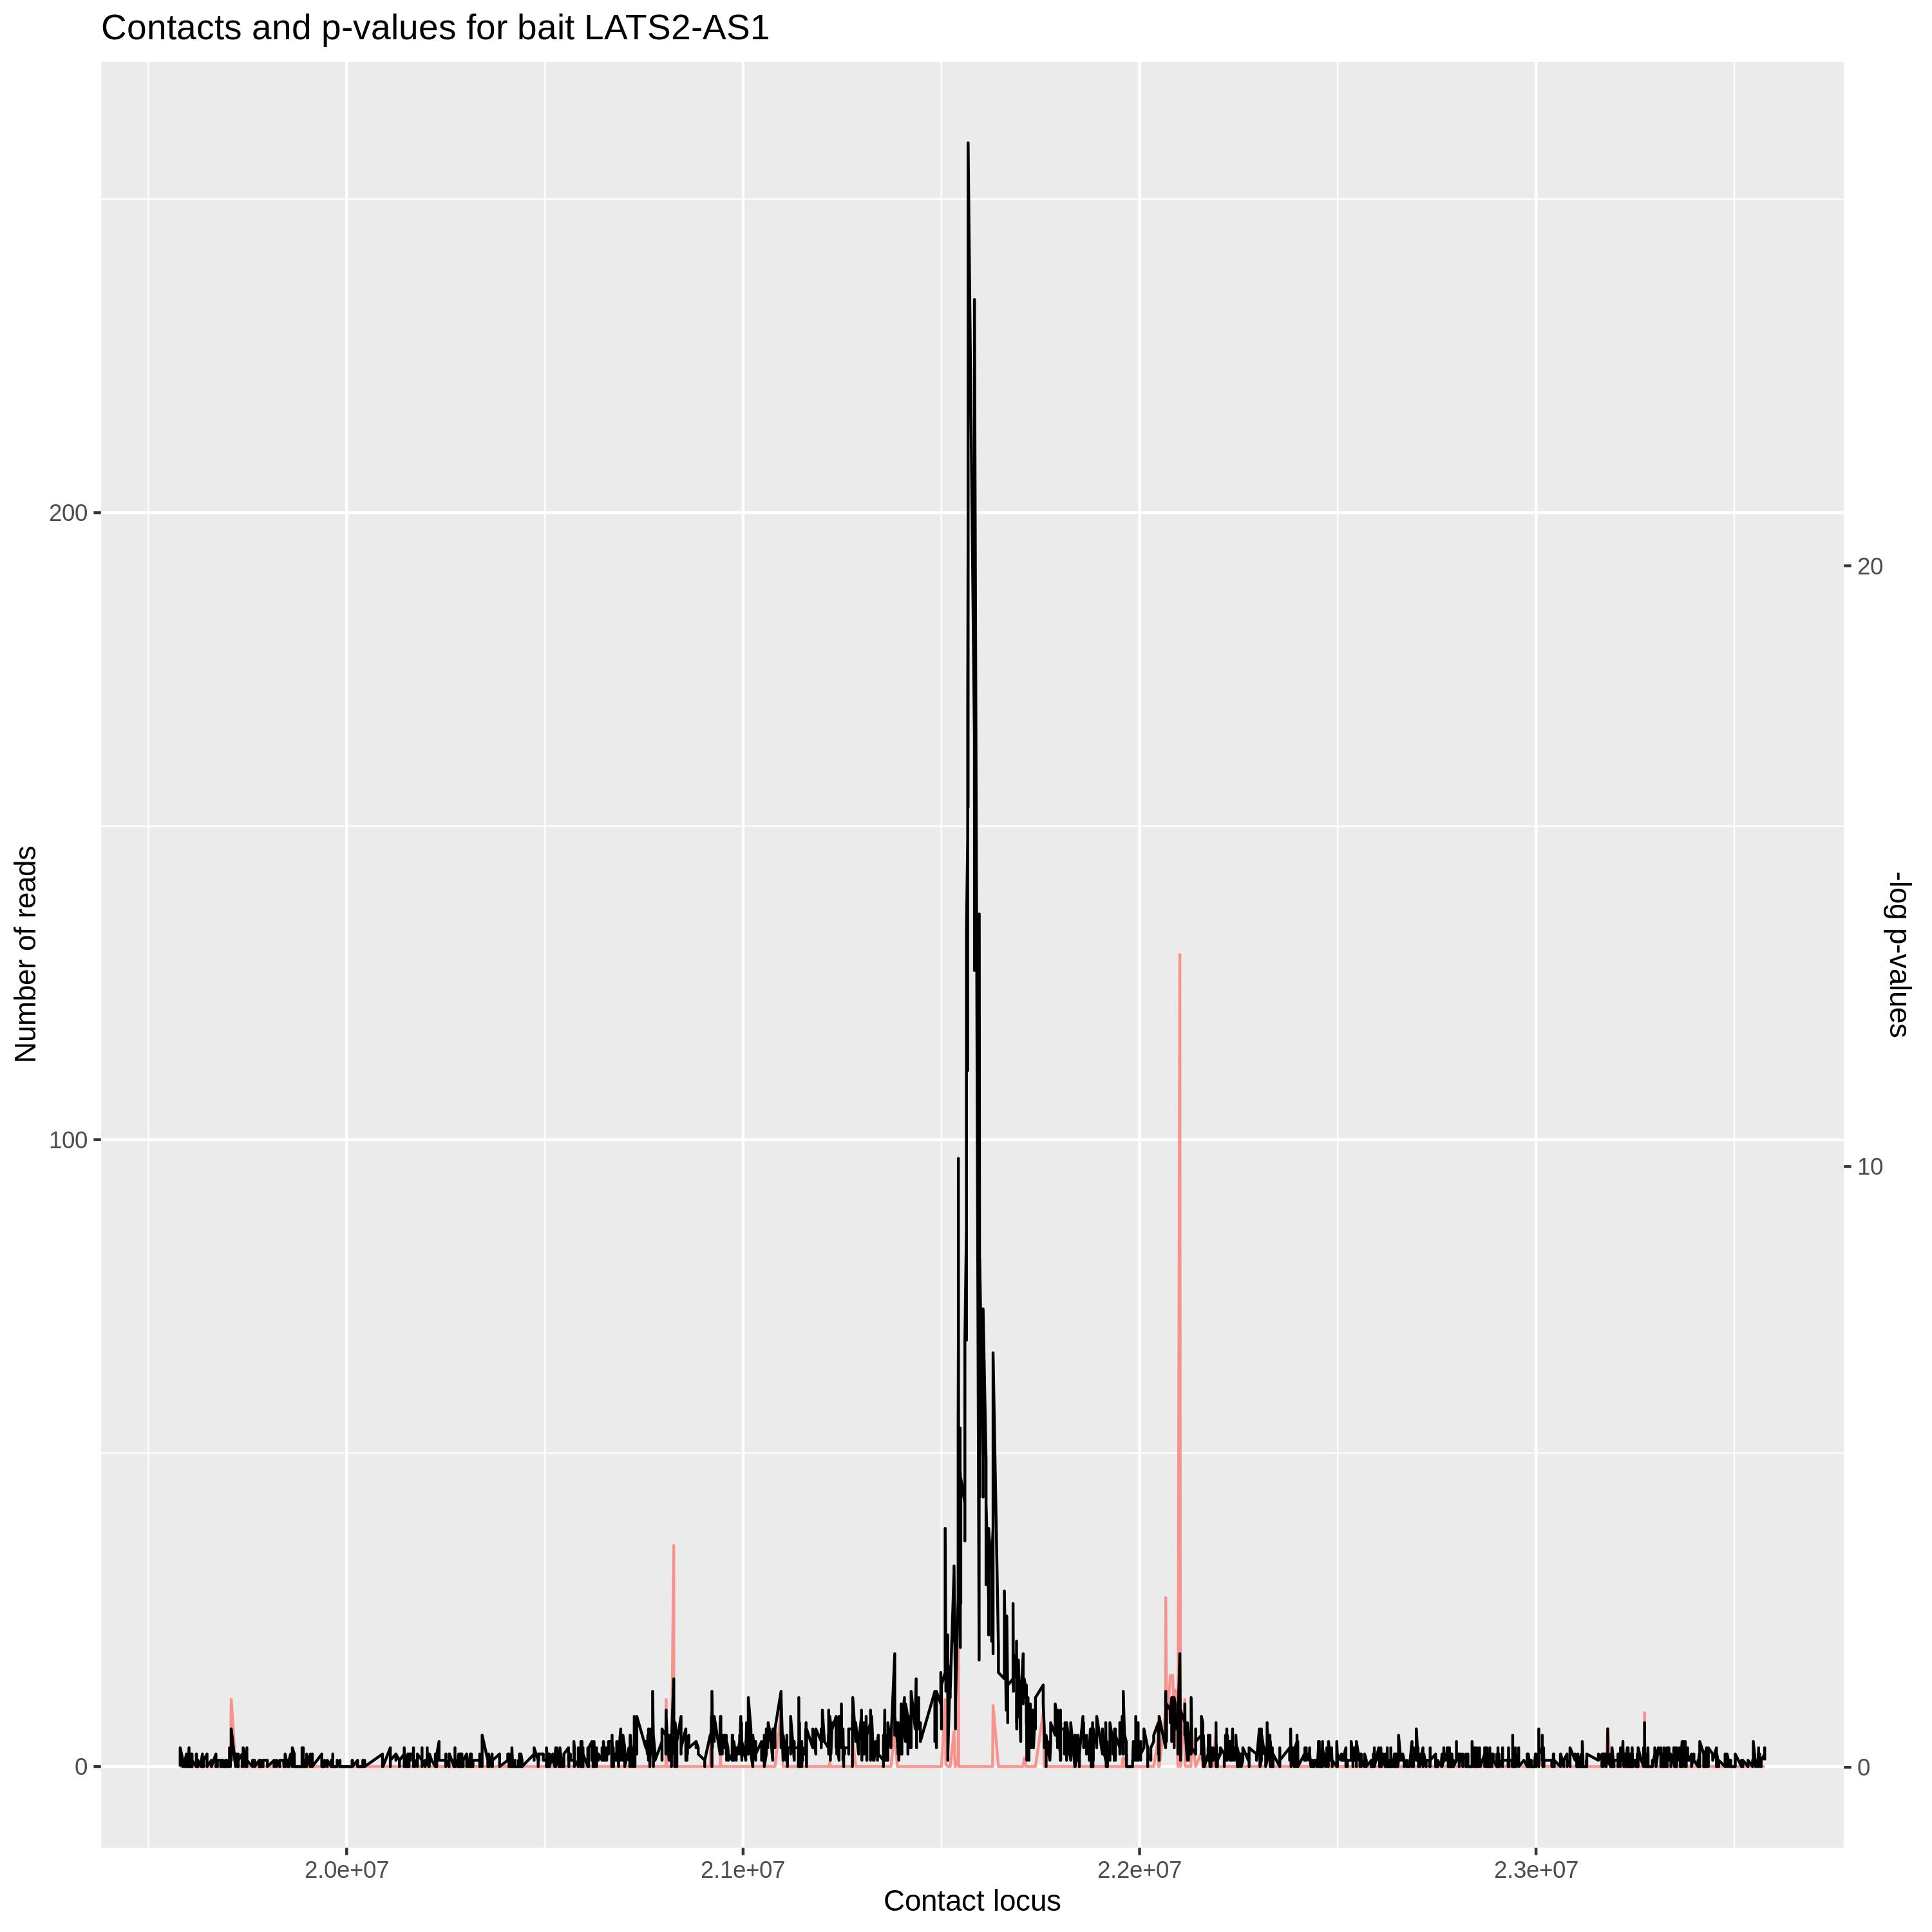 Contacts and p-values for bait LATS2-AS1
200
100
0
Number of reads
20
10
0
-log p-values
2.0e+07
2.1e+07
2.2e+07
2.3e+07
Contact locus